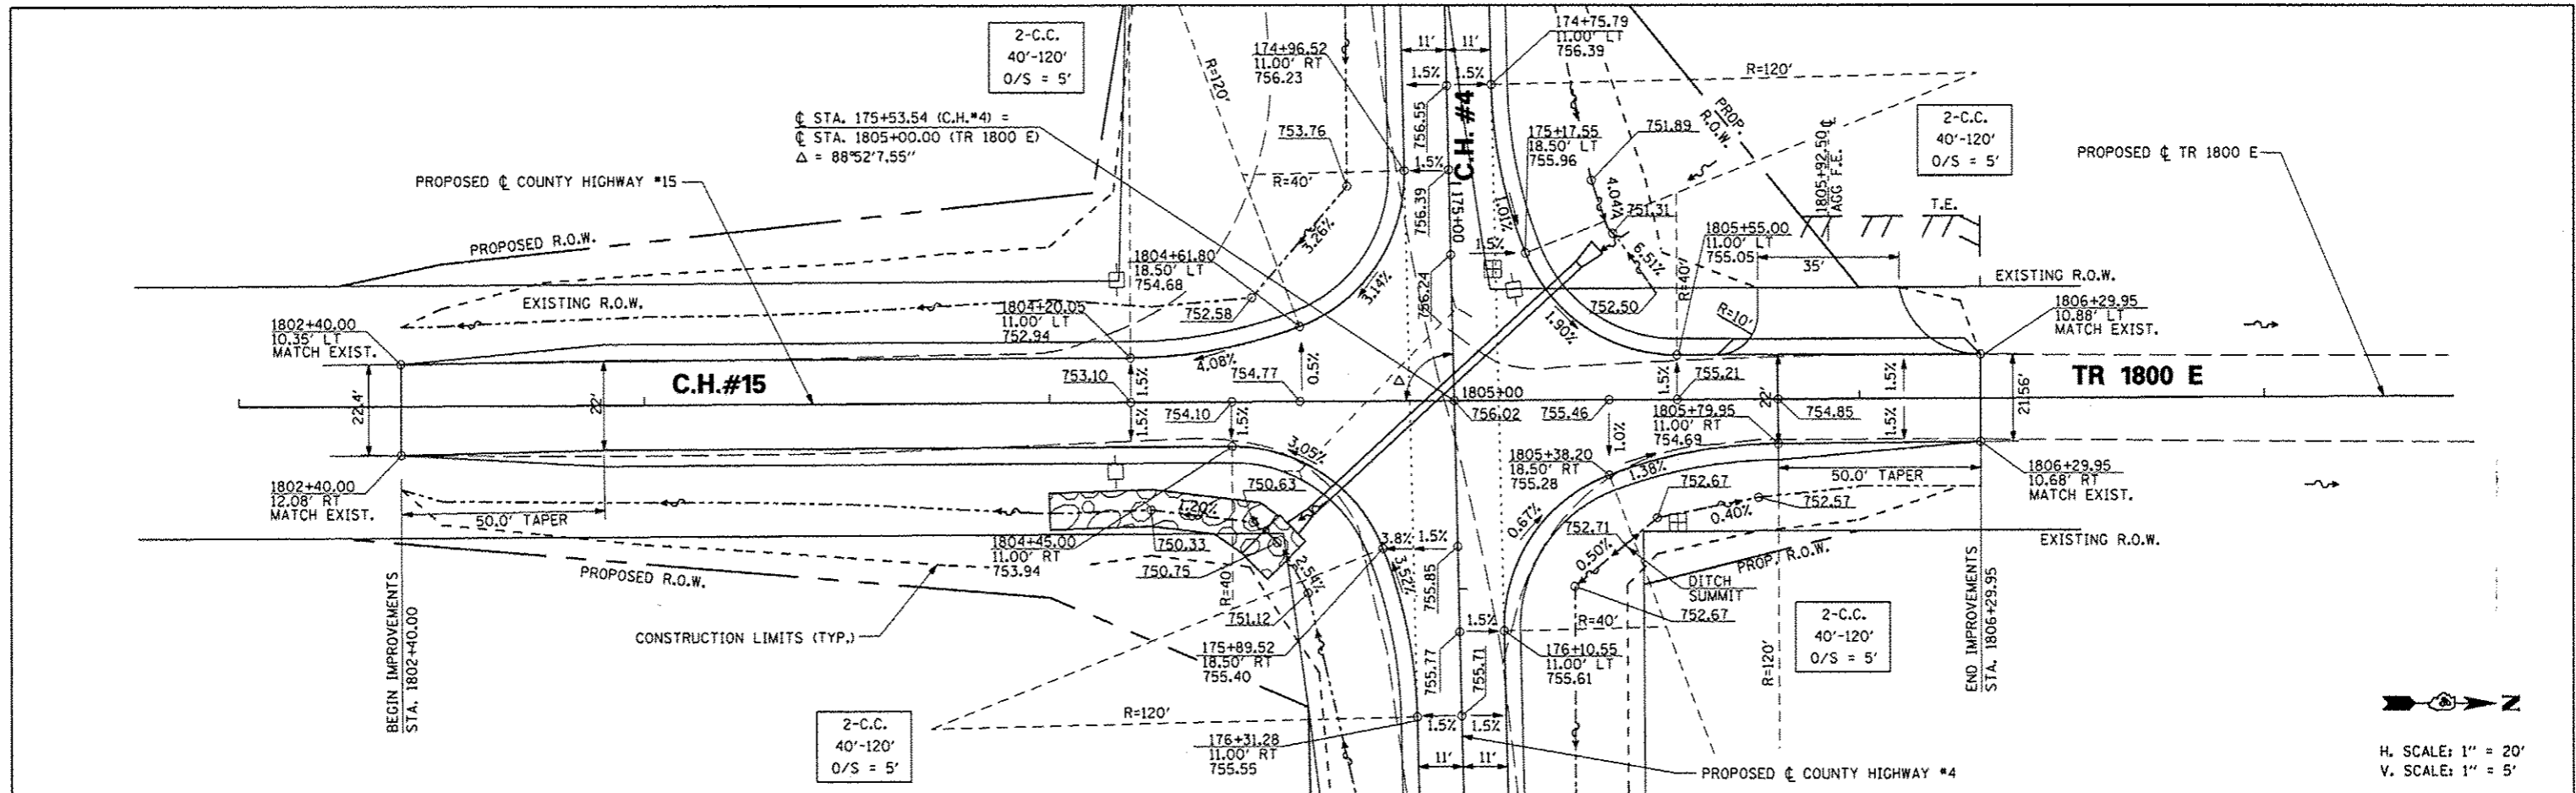 2-C.C.
40'-120'
O/S = 5'
174+96.52
11.00' RT
756.23
11'
11'
174+75.79
11.00' LT
756.39
R=120'
1.5%
1.5%
R=120'
C.H. #4
PROP.
R.O.W.
2-C.C.
40'-120'
O/S = 5'
℄ STA. 175+53.54 (C.H.#4) =
℄ STA. 1805+00.00 (TR 1800 E)
Δ = 88°52'7.55"
753.76
756.55
175+17.55
18.50' LT
755.96
751.89
1805+92.50 ℄
AGG F.E.
PROPOSED ℄ TR 1800 E
PROPOSED ℄ COUNTY HIGHWAY #15
R=40'
1.5%
756.39
175+00
4.04%
T.E.
PROPOSED R.O.W.
3.26%
1.01%
751.31
1805+55.00
11.00' LT
755.05
1804+61.80
18.50' LT
754.68
1.5%
6.51%
R=40'
35'
EXISTING R.O.W.
EXISTING R.O.W.
3.14%
756.24
752.50
R=10'
1804+20.05
11.00' LT
752.94
752.58
1.90%
1806+29.95
10.88' LT
MATCH EXIST.
1802+40.00
10.35' LT
MATCH EXIST.
4.08%
0.5%
Δ
22.4'
22'
C.H.#15
753.10
1.5%
1.5%
754.77
754.10
1.5%
1805+00
756.02
755.46
1.5%
755.21
1805+79.95
11.00' RT
754.69
22'
754.85
1.5%
1.5%
21.56'
TR 1800 E
1.0%
3.05%
1805+38.20
18.50' RT
755.28
1.38%
50.0' TAPER
1806+29.95
10.68' RT
MATCH EXIST.
1802+40.00
12.08' RT
MATCH EXIST.
50.0' TAPER
750.63
1.20%
752.67
752.57
0.40%
0.67%
752.71
1804+45.00
11.00' RT
753.94
750.33
750.75
3.8%
1.5%
EXISTING R.O.W.
PROPOSED R.O.W.
R=40'
2.54%
3.52%
755.85
0.50%
PROP. R.O.W.
DITCH
SUMMIT
752.67
BEGIN IMPROVEMENTS
STA. 1802+40.00
CONSTRUCTION LIMITS (TYP.)
751.12
175+89.52
18.50' RT
755.40
1.5%
755.77
755.71
R=40'
176+10.55
11.00' LT
755.61
R=120'
2-C.C.
40'-120'
O/S = 5'
END IMPROVEMENTS
STA. 1806+29.95
2-C.C.
40'-120'
O/S = 5'
R=120'
176+31.28
11.00' RT
755.55
1.5%
1.5%
11'
11'
PROPOSED ℄ COUNTY HIGHWAY #4
N
H. SCALE: 1" = 20'
V. SCALE: 1" = 5'